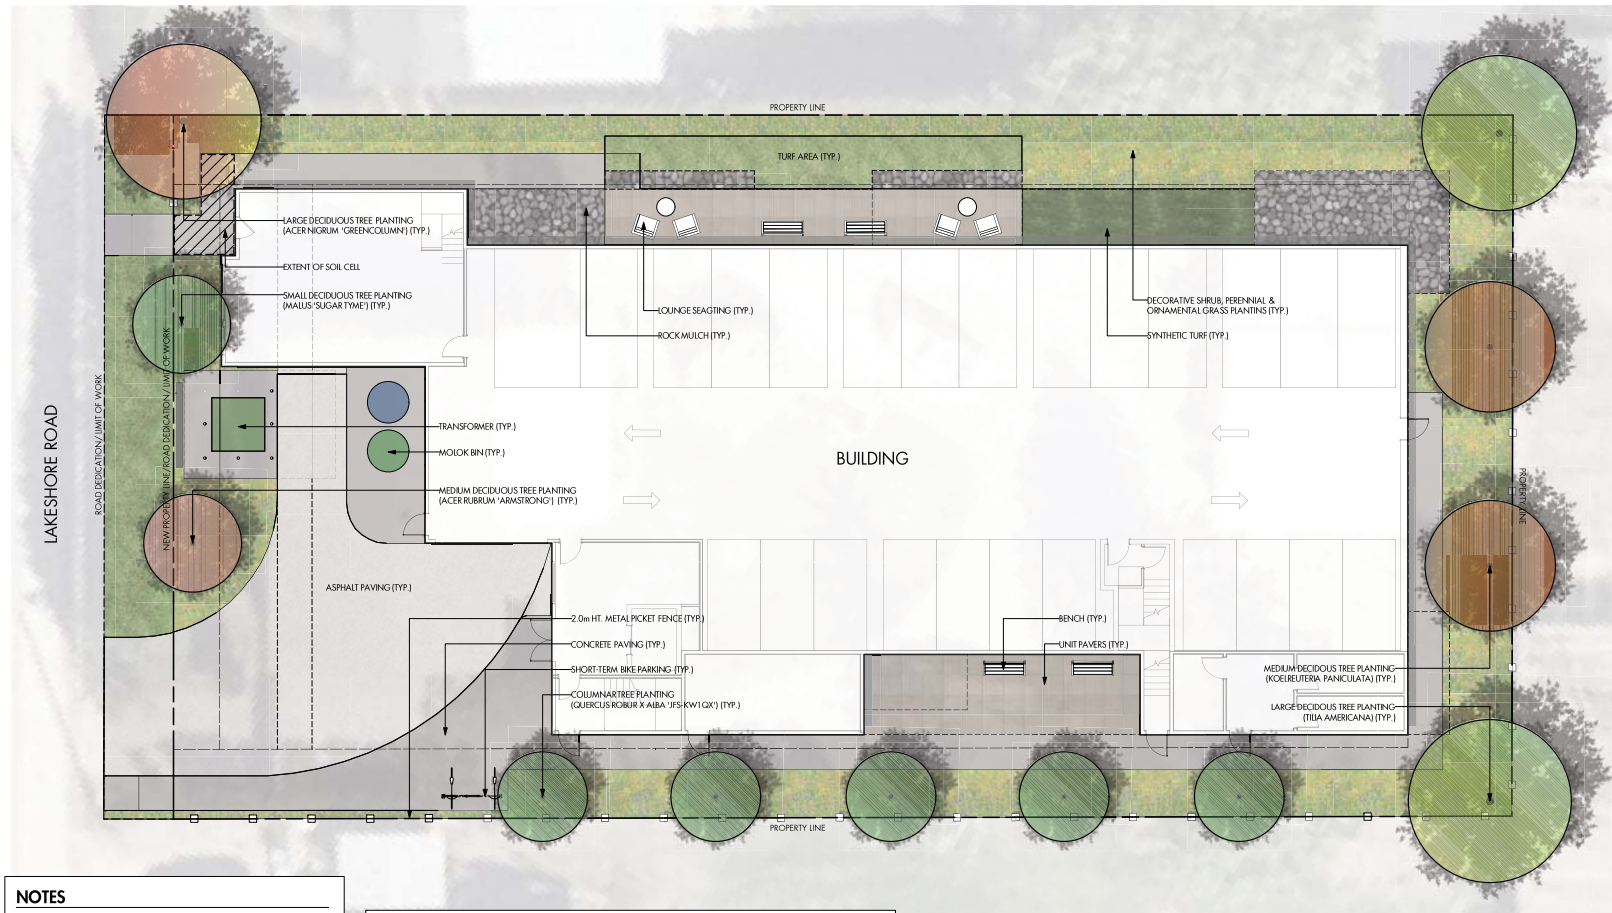 PROPERTY LINE
TURF AREA (TYP.)
LARGE DECIDUOUS TREE PLANTING
(ACER NIGRUM 'GREENCOLUMN') (TYP.)
EXTENT OF SOIL CELL
SMALL DECIDUOUS TREE PLANTING
(MALUS 'SUGAR TYME') (TYP.)
LOUNGE SEAGTING (TYP.)
ROCK MULCH (TYP.)
DECORATIVE SHRUB, PERENNIAL &
ORNAMENTAL GRASS PLANTINS (TYP.)
SYNTHETIC TURF (TYP.)
LAKESHORE ROAD
ROAD DEDICATION/ LIMIT OF WORK
NEW PROPERTY LINE/ROAD DEDICATION/ LIMIT OF WORK
TRANSFORMER (TYP.)
MOLOK BIN (TYP.)
MEDIUM DECIDUOUS TREE PLANTING
(ACER RUBRUM 'ARMSTRONG') (TYP.)
BUILDING
PROPERTY LINE
ASPHALT PAVING (TYP.)
2.0m HT. METAL PICKET FENCE (TYP.)
CONCRETE PAVING (TYP.)
SHORT-TERM BIKE PARKING (TYP.)
COLUMNAR TREE PLANTING
(QUERCUS ROBUR X ALBA 'JFS-KW1QX') (TYP.)
BENCH (TYP.)
UNIT PAVERS (TYP.)
MEDIUM DECIDOUS TREE PLANTING
(KOELREUTERIA PANICULATA) (TYP.)
LARGE DECIDOUS TREE PLANTING
(TILIA AMERICANA) (TYP.)
PROPERTY LINE
NOTES